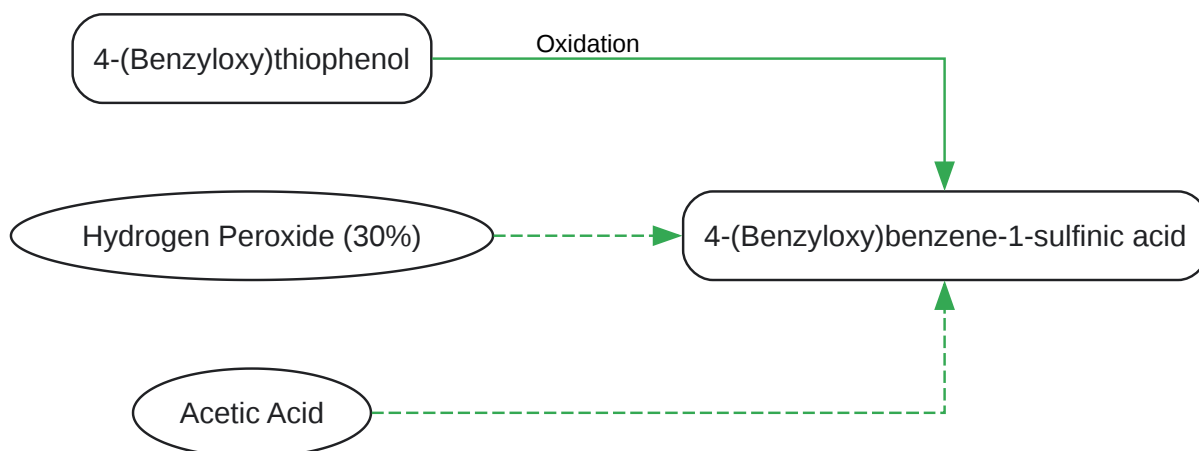 4-(Benzyloxy)thiophenol
Oxidation
Hydrogen Peroxide (30%)
4-(Benzyloxy)benzene-1-sulfinic acid
Acetic Acid